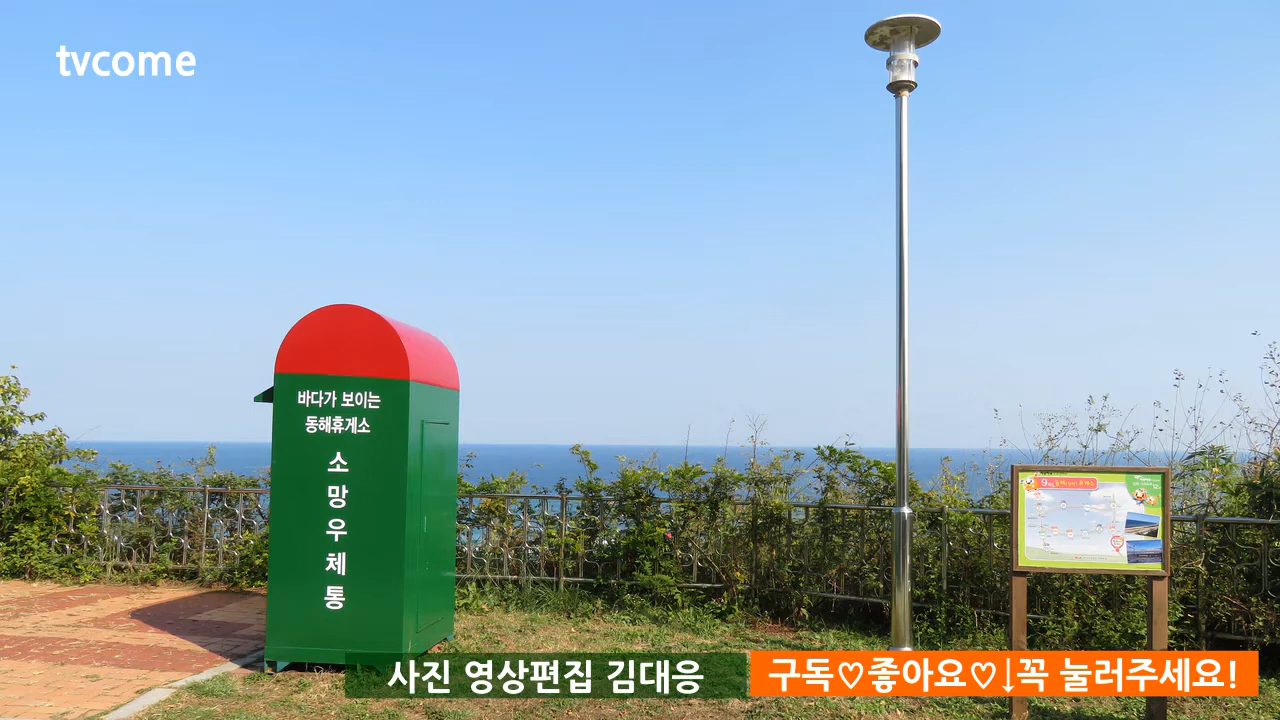 tvcome
바다가 보이는
동해휴게소
소
망
우
체
통
사진 영상편집 김대응
구독♡좋아요♡↓꼭 눌러주세요!